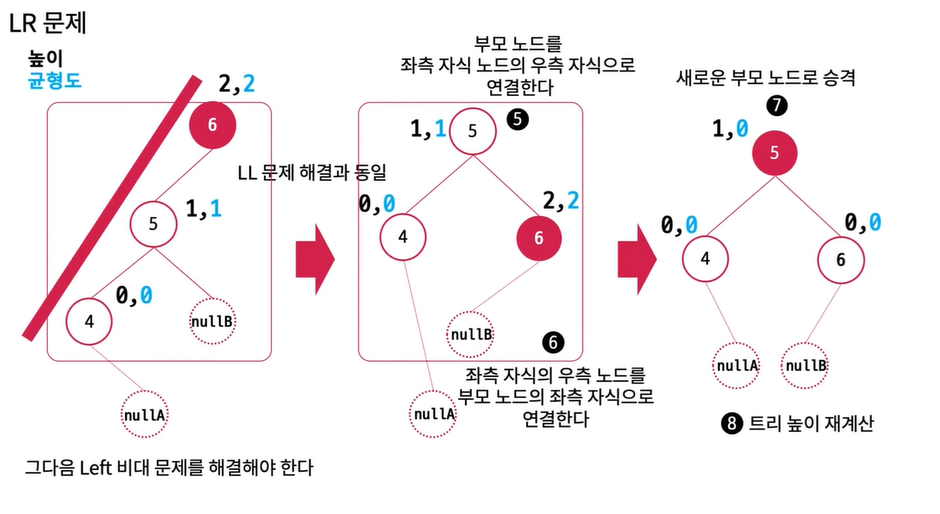 LR 문제
높이
균형도
2,2
6
1,1
5
0,0
4
nullB
nullA
그다음 Left 비대 문제를 해결해야 한다
LL 문제 해결과 동일
부모 노드를
좌측 자식 노드의 우측 자식으로
연결한다
5
1,1
5
0,0
4
2,2
6
nullB
6
nullA
좌측 자식의 우측 노드를
부모 노드의 좌측 자식으로
연결한다
새로운 부모 노드로 승격
7
1,0
5
0,0
4
0,0
6
nullA
nullB
8 트리 높이 재계산